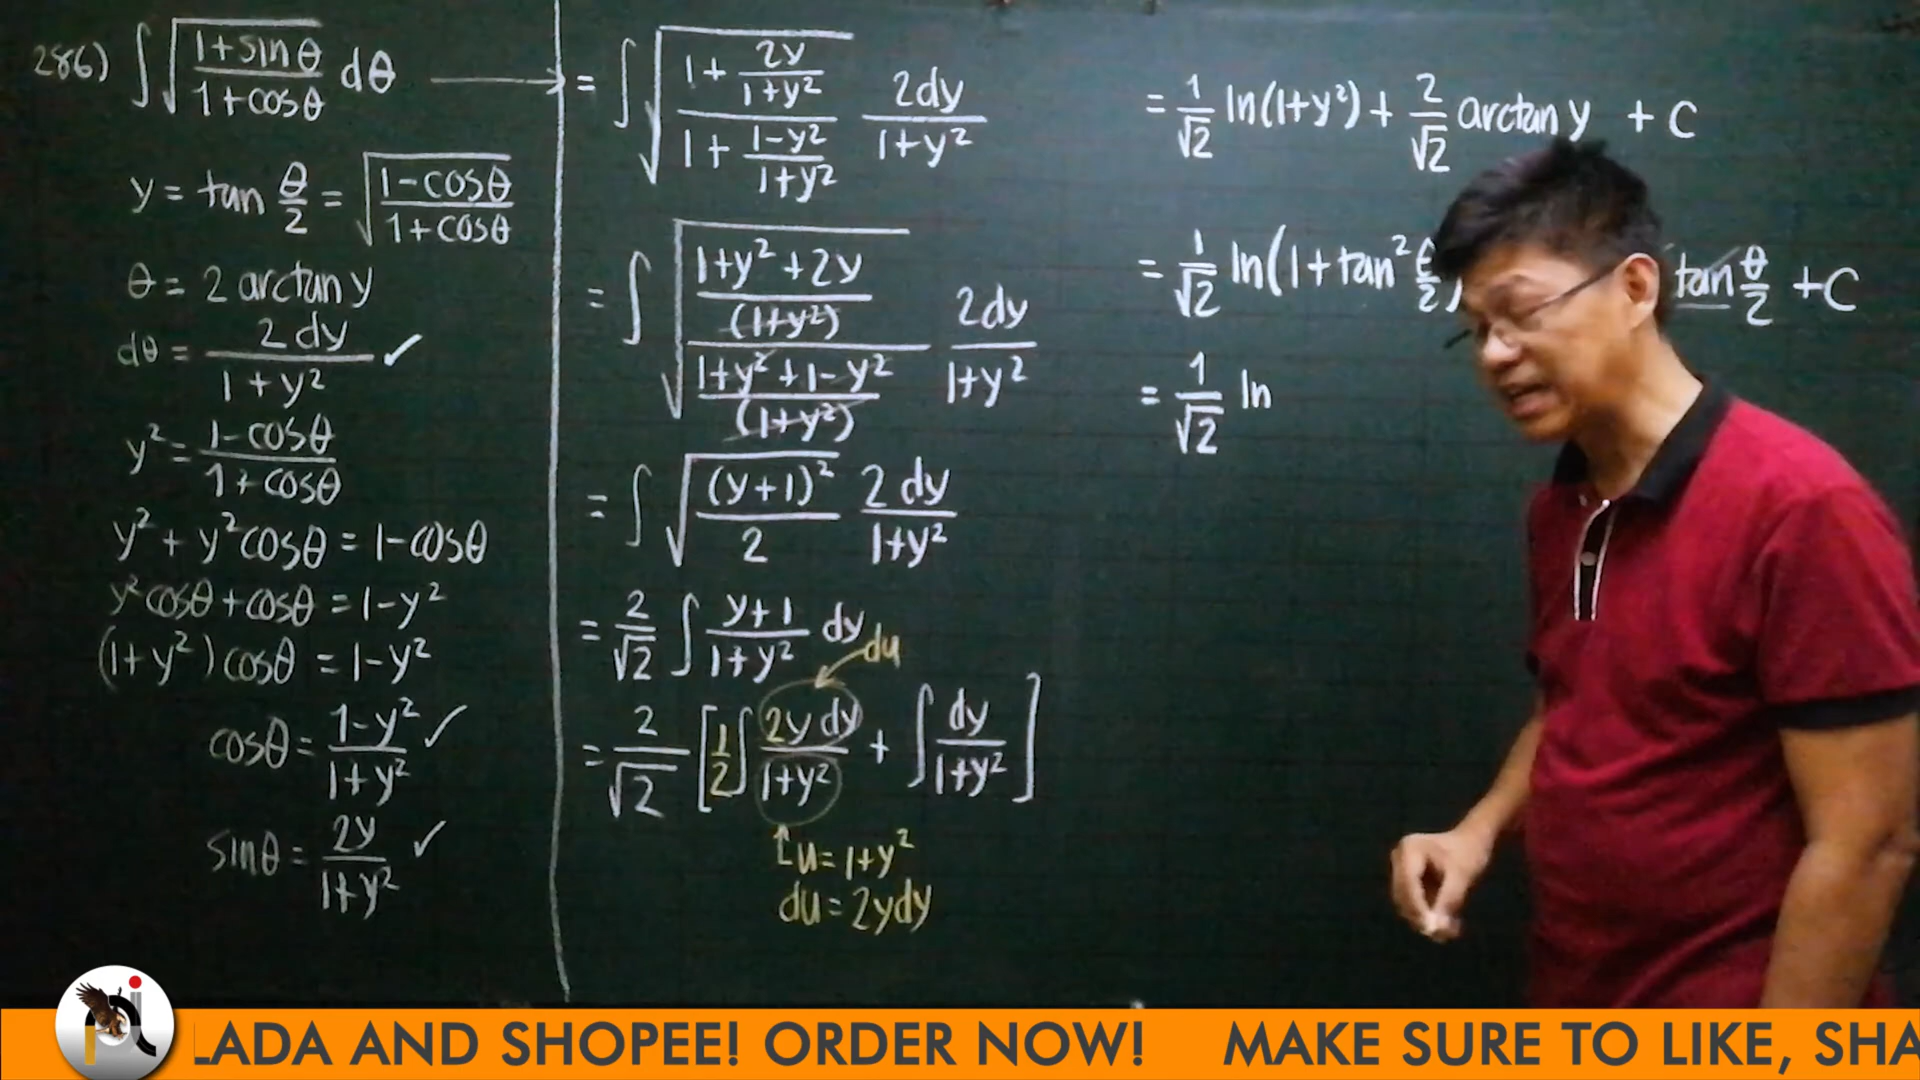 286) ∫√((1+sinθ)/(1+cosθ)) dθ
y = tan θ/2 = √((1-cosθ)/(1+cosθ))
θ = 2 arctan y
dθ = 2 dy/(1+y²) ✓
y² = (1-cosθ)/(1+cosθ)
y² + y²cosθ = 1-cosθ
y²cosθ + cosθ = 1-y²
(1+y²)cosθ = 1-y²
cosθ = (1-y²)/(1+y²) ✓
sinθ = 2y/(1+y²) ✓
= ∫√((1 + 2y/(1+y²))/(1 + (1-y²)/(1+y²))) 2dy/(1+y²)
= ∫√(((1+y²+2y)/(1+y²))/((1+y²+1-y²)/(1+y²))) 2dy/(1+y²)
= ∫√((y+1)²/2) 2dy/(1+y²)
= 2/√2 ∫ (y+1)/(1+y²) dy
du
= 2/√2 [1/2 ∫ 2y dy/(1+y²) + ∫ dy/(1+y²)]
u = 1+y²
du = 2ydy
= 1/√2 ln(1+y²) + 2/√2 arctan y + C
= 1/√2 ln(1+tan² θ/2) tan θ/2 + C
= 1/√2 ln
LADA AND SHOPEE! ORDER NOW! MAKE SURE TO LIKE, SHA